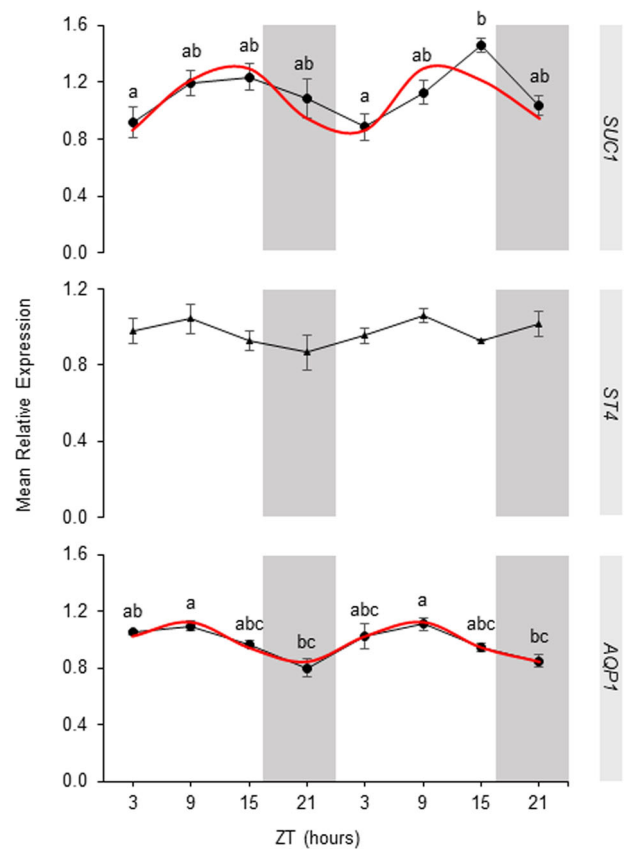 1.6
1.2
0.8
0.4
0.0
a
ab
ab
ab
a
ab
b
ab
SUC1
1.2
0.8
0.4
0.0
ST4
Mean Relative Expression
1.6
1.2
0.8
0.4
0.0
ab
a
abc
bc
abc
a
abc
bc
AQP1
3 9 15 21 3 9 15 21
ZT (hours)